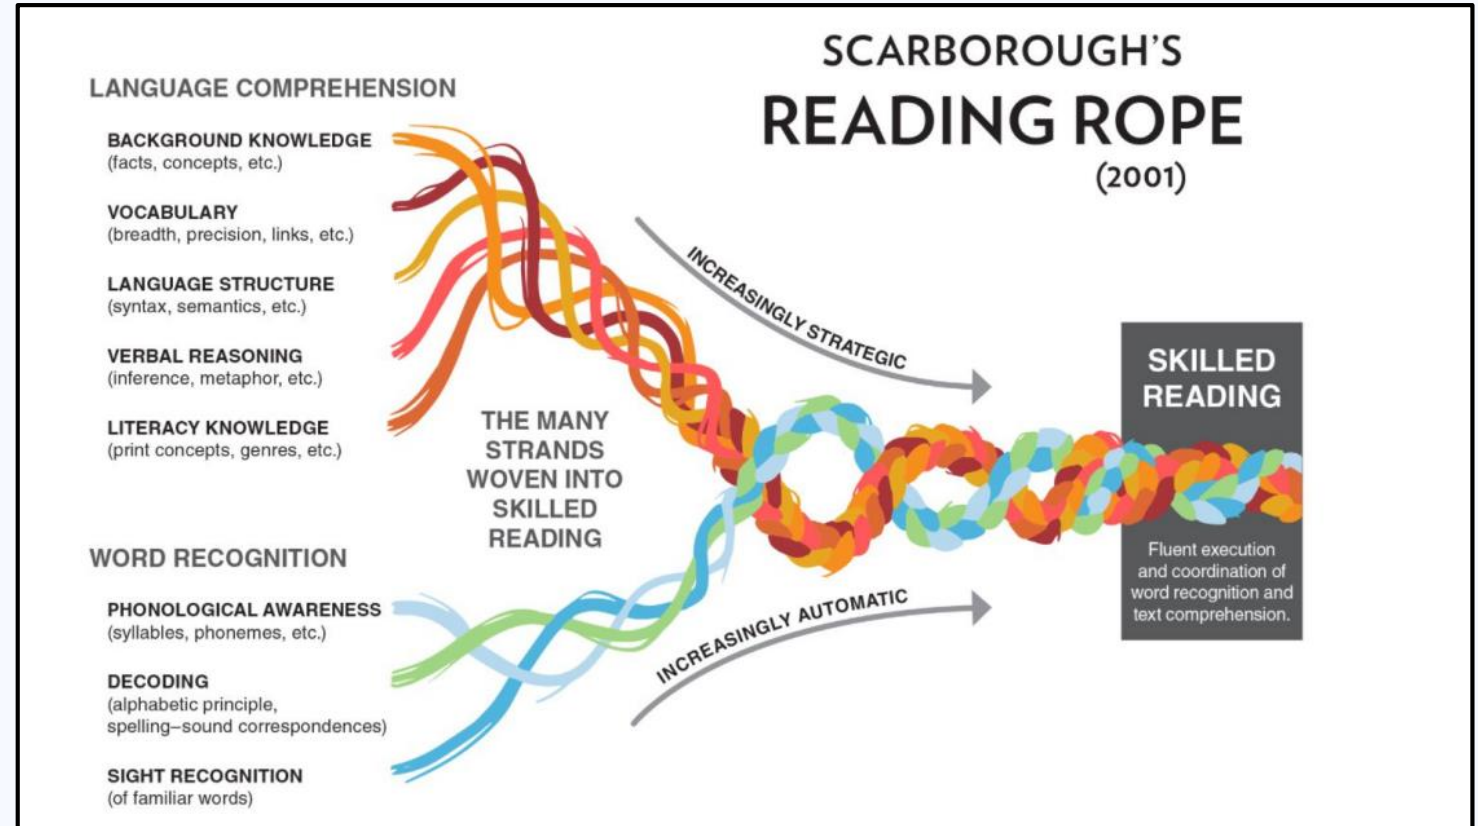 SCARBOROUGH'S
READING ROPE
(2001)
LANGUAGE COMPREHENSION
BACKGROUND KNOWLEDGE
(facts, concepts, etc.)
VOCABULARY
(breadth, precision, links, etc.)
LANGUAGE STRUCTURE
(syntax, semantics, etc.)
VERBAL REASONING
(inference, metaphor, etc.)
LITERACY KNOWLEDGE
(print concepts, genres, etc.)
THE MANY
STRANDS
WOVEN INTO
SKILLED
READING
WORD RECOGNITION
PHONOLOGICAL AWARENESS
(syllables, phonemes, etc.)
DECODING
(alphabetic principle,
spelling–sound correspondences)
SIGHT RECOGNITION
(of familiar words)
INCREASINGLY STRATEGIC
INCREASINGLY AUTOMATIC
SKILLED
READING
Fluent execution
and coordination of
word recognition and
text comprehension.